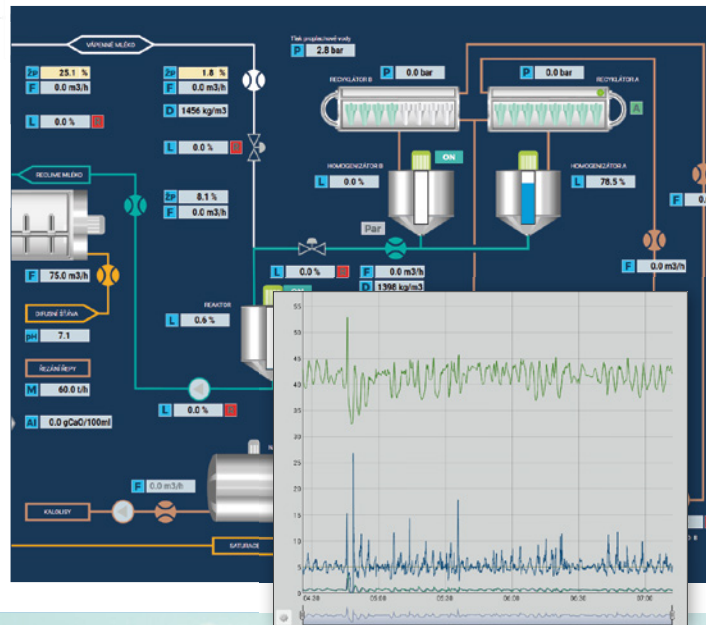 VÁPENNÉ MLÉKO
Tlak proplachové vody
P 2.8 bar
ŽP 25.1 %
F 0.0 m3/h
ŽP 1.8 %
F 0.0 m3/h
P 0.0 bar
P 0.0 bar
RECYKLÁTOR B
RECYKLÁTOR A
D 1456 kg/m3
L 0.0 %
A
L 0.0 %
HOMOGENIZÁTOR B
ON
HOMOGENIZÁTOR A
L 0.0 %
L 78.5 %
REDLIME MLÉKO
ŽP 8.1 %
F 0.0 m3/h
F
Par
F 0.0 m3/h
F 75.0 m3/h
L 0.0 %
F 0.0 m3/h
D 1398 kg/m3
ON
DIFUSNÍ ŠŤÁVA
REAKTOR
L 0.6 %
pH 7.1
ŘEZÁNÍ ŘEPY
M 60.0 t/h
L 0.0 %
Al 0.0 gCaO/100ml
F 0.0 m3/h
KALOLISY
SATURACE
55
50
45
40
35
30
25
20
15
10
5
0
04:30 05:00 05:30 06:00 06:30 07:00